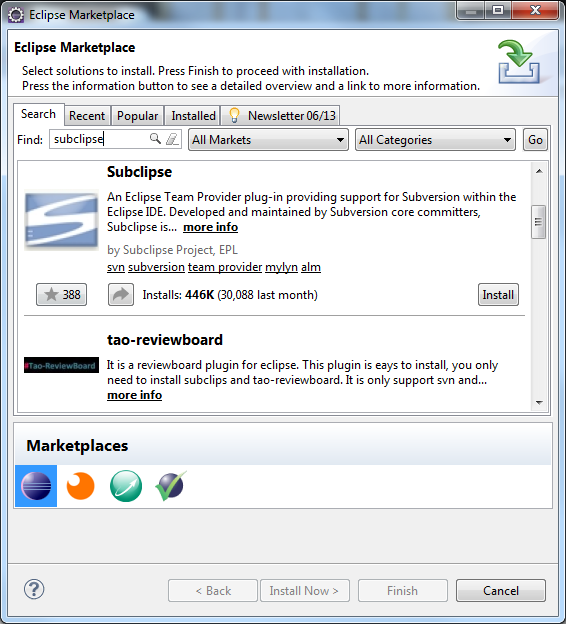 Eclipse Marketplace
Eclipse Marketplace
Select solutions to install. Press Finish to proceed with installation.
Press the information button to see a detailed overview and a link to more information.
Search Recent Popular Installed Newsletter 06/13
Find: subclipse All Markets All Categories Go
Subclipse
An Eclipse Team Provider plug-in providing support for Subversion within the
Eclipse IDE. Developed and maintained by Subversion core committers,
Subclipse is... more info
by Subclipse Project, EPL
svn subversion team provider mylyn alm
388 Installs: 446K (30,088 last month) Install
tao-reviewboard
#Tao-ReviewBoard
It is a reviewboard plugin for eclipse. This plugin is eays to install, you only
need to install subclips and tao-reviewboard. It is only support svn and...
more info
Marketplaces
? < Back Install Now > Finish Cancel